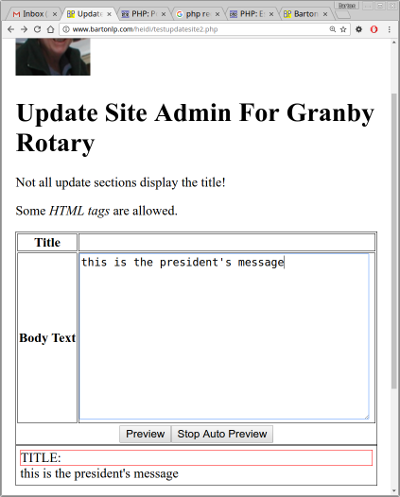 Inbox (
Update
PHP: P
php re
PHP: E
Barton
Barton
www.bartonlp.com/heidi/testupdatesite2.php
Update Site Admin For Granby
Rotary
Not all update sections display the title!
Some HTML tags are allowed.
Title
this is the president's message
Body Text
Preview Stop Auto Preview
TITLE:
this is the president's message